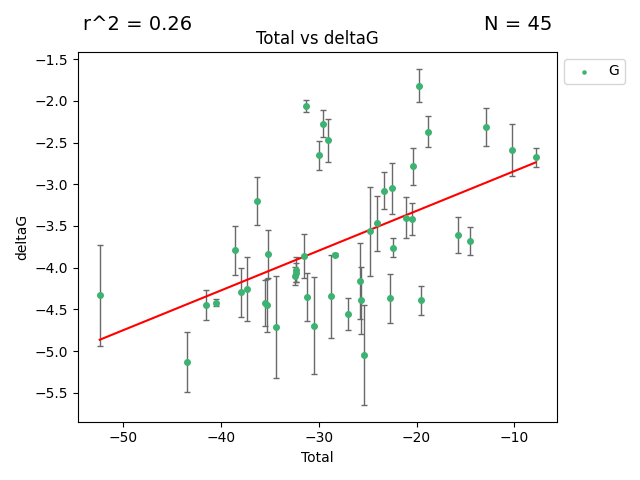 r^2 = 0.26
N = 45
Total vs deltaG
G
deltaG
−1.5
−2.0
−2.5
−3.0
−3.5
−4.0
−4.5
−5.0
−5.5
−50 −40 −30 −20 −10
Total